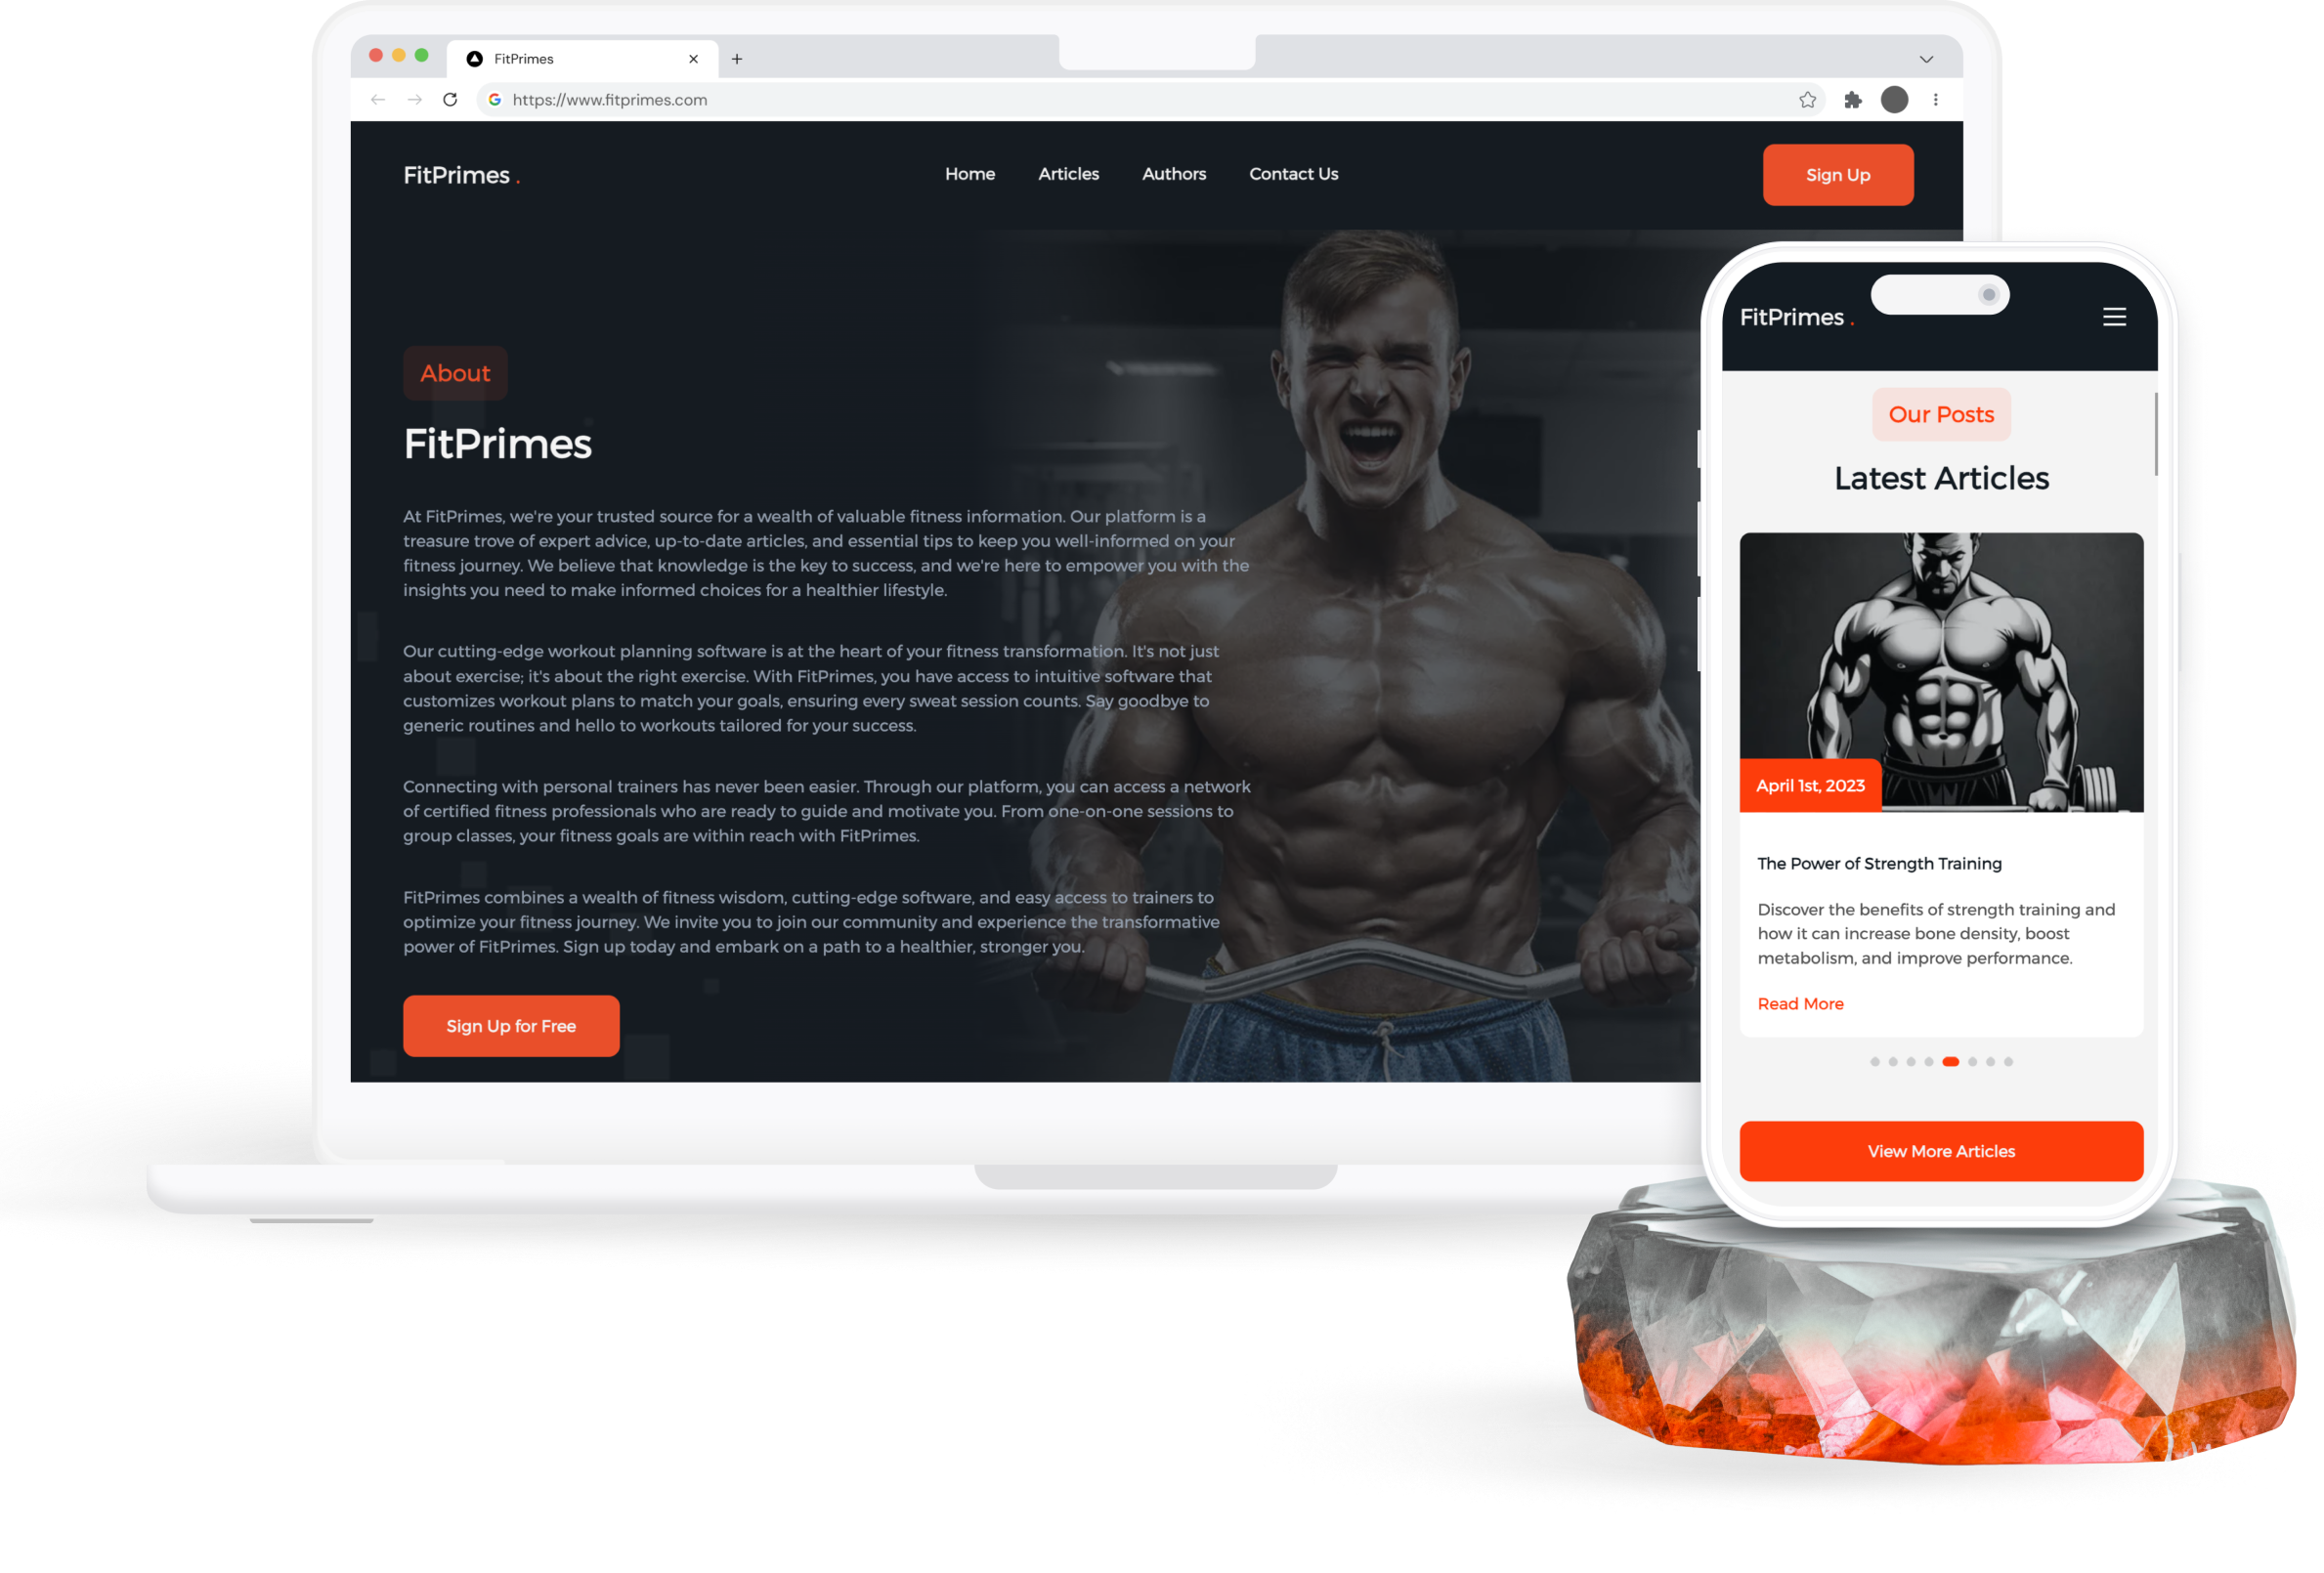 FitPrimes
https://www.fitprimes.com
FitPrimes .
Home
Articles
Authors
Contact Us
Sign Up
About
FitPrimes
At FitPrimes, we're your trusted source for a wealth of valuable fitness information. Our platform is a
treasure trove of expert advice, up-to-date articles, and essential tips to keep you well-informed on your
fitness journey. We believe that knowledge is the key to success, and we're here to empower you with the
insights you need to make informed choices for a healthier lifestyle.
Our cutting-edge workout planning software is at the heart of your fitness transformation. It's not just
about exercise; it's about the right exercise. With FitPrimes, you have access to intuitive software that
customizes workout plans to match your goals, ensuring every sweat session counts. Say goodbye to
generic routines and hello to workouts tailored for your success.
Connecting with personal trainers has never been easier. Through our platform, you can access a network
of certified fitness professionals who are ready to guide and motivate you. From one-on-one sessions to
group classes, your fitness goals are within reach with FitPrimes.
FitPrimes combines a wealth of fitness wisdom, cutting-edge software, and easy access to trainers to
optimize your fitness journey. We invite you to join our community and experience the transformative
power of FitPrimes. Sign up today and embark on a path to a healthier, stronger you.
Sign Up for Free
FitPrimes .
Our Posts
Latest Articles
April 1st, 2023
The Power of Strength Training
Discover the benefits of strength training and
how it can increase bone density, boost
metabolism, and improve performance.
Read More
View More Articles